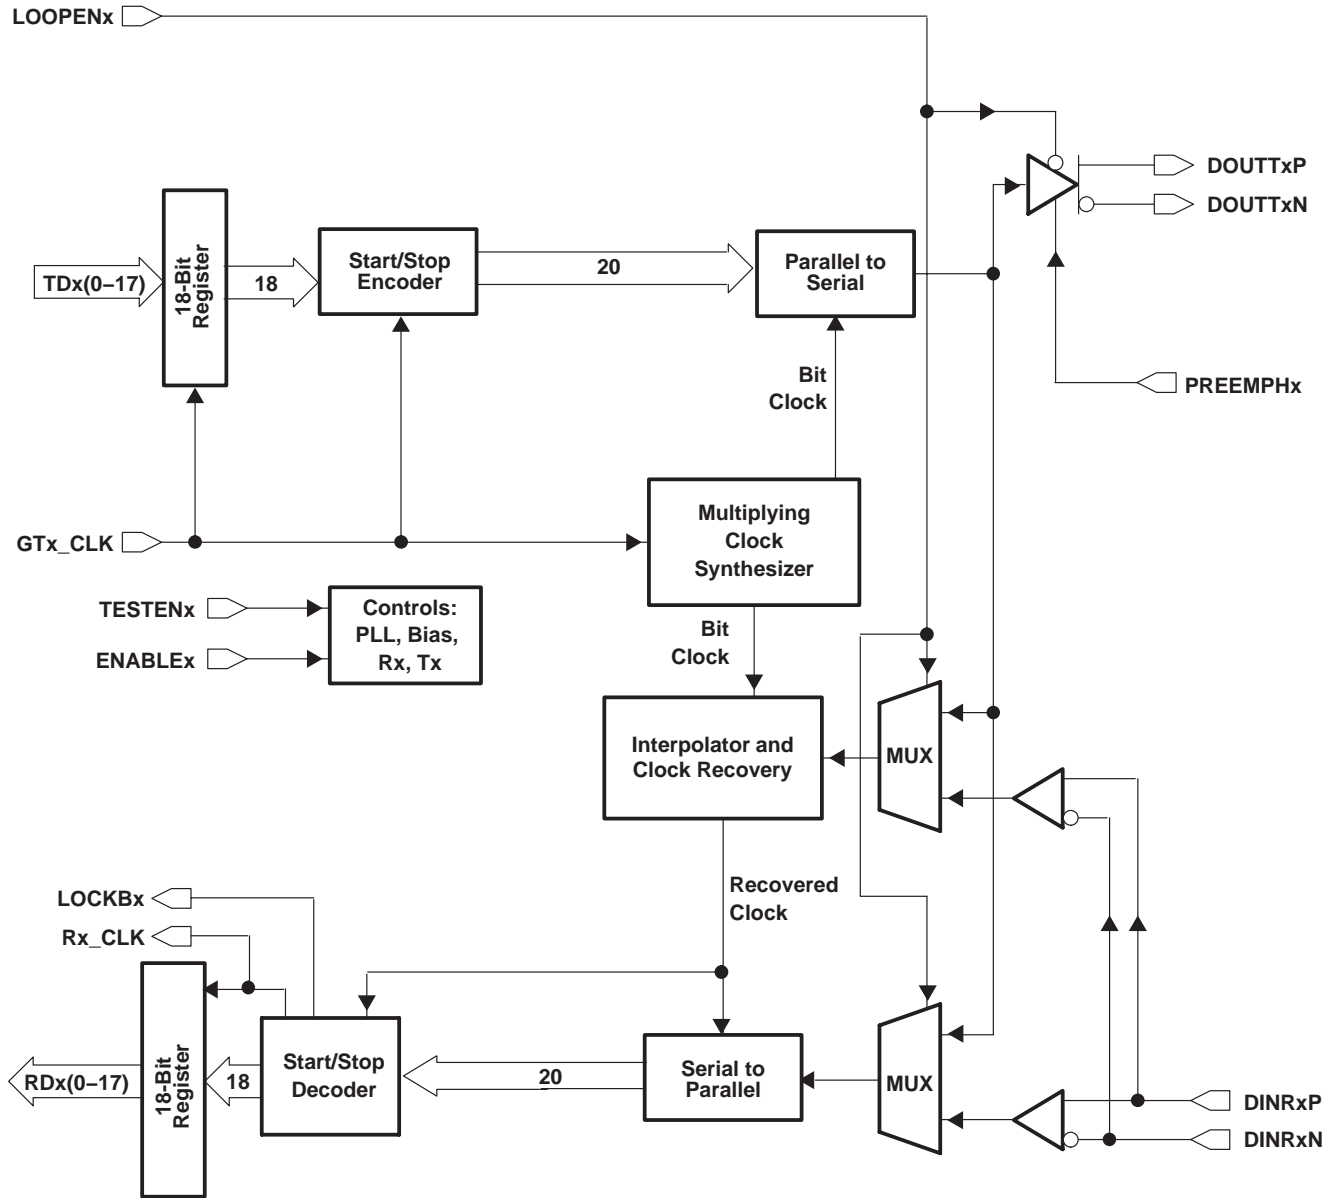 LOOPENx
DOUTTxP
DOUTTxN
TDx(0–17)
18-Bit
Register
18
Start/Stop
Encoder
20
Parallel to
Serial
Bit
Clock
PREEMPHx
GTx_CLK
Multiplying
Clock
Synthesizer
TESTENx
ENABLEx
Controls:
PLL, Bias,
Rx, Tx
Bit
Clock
Interpolator and
Clock Recovery
MUX
Recovered
Clock
LOCKBx
Rx_CLK
RDx(0–17)
18-Bit
Register
18
Start/Stop
Decoder
20
Serial to
Parallel
MUX
DINRxP
DINRxN